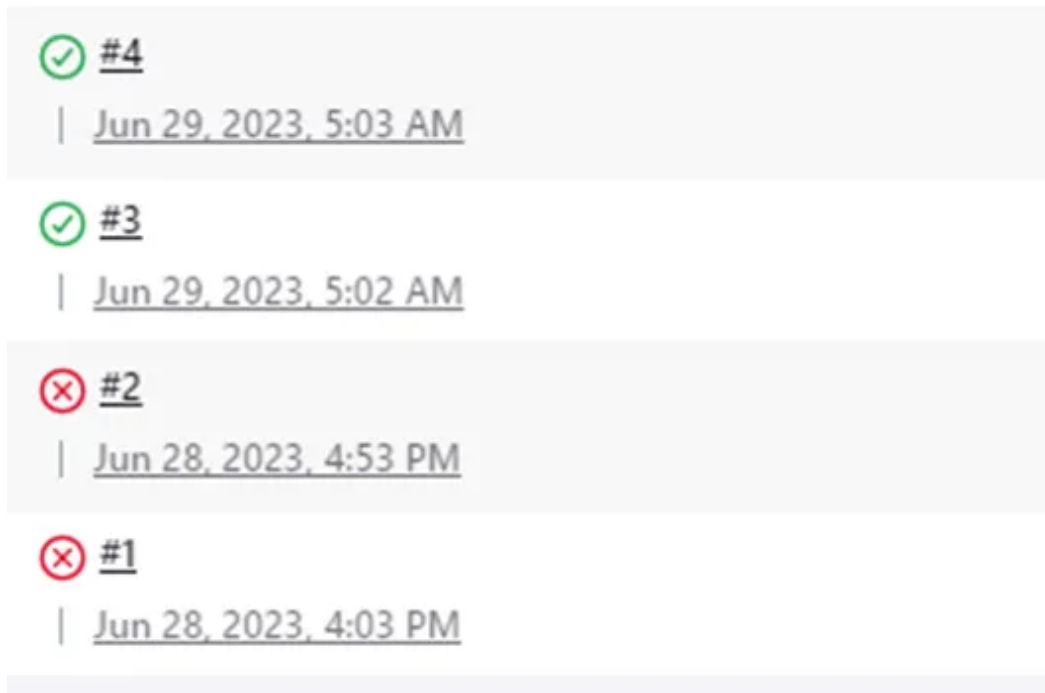 #4
Jun 29, 2023, 5:03 AM
#3
Jun 29, 2023, 5:02 AM
#2
Jun 28, 2023, 4:53 PM
#1
Jun 28, 2023, 4:03 PM